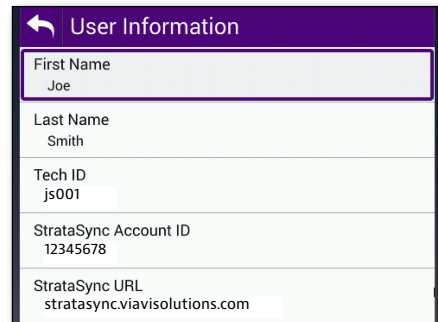 User Information
First Name
Joe
Last Name
Smith
Tech ID
js001
StrataSync Account ID
12345678
StrataSync URL
stratasync.viavisolutions.com